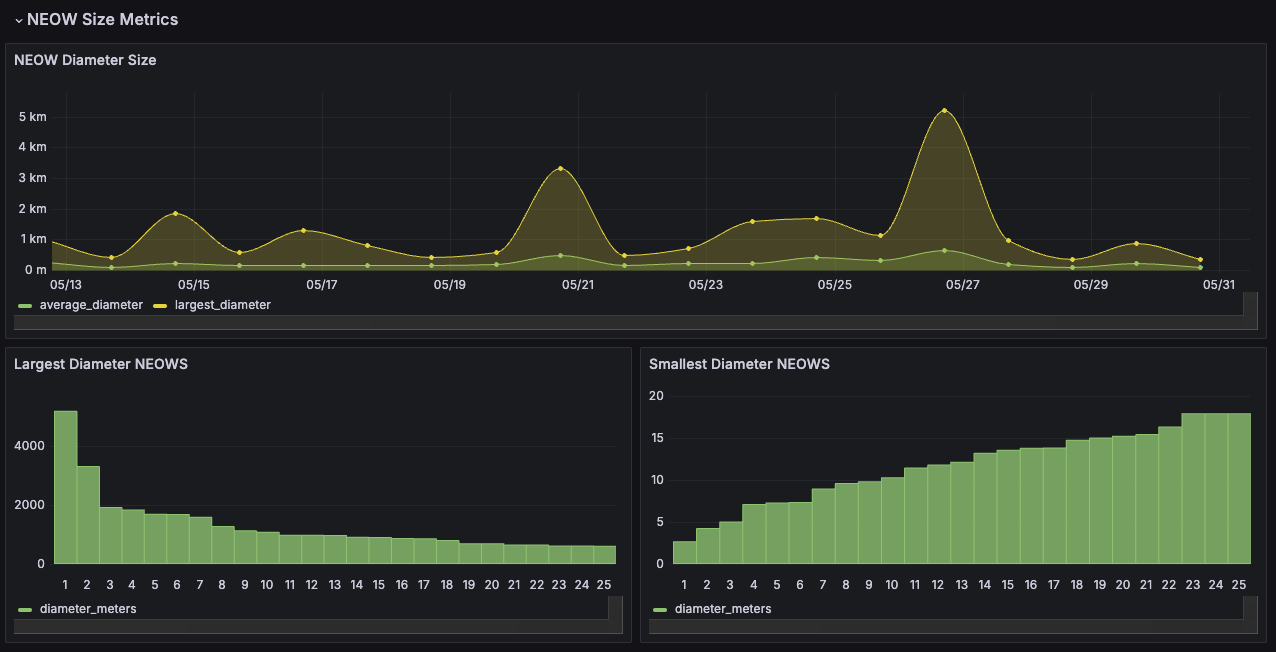 NEOW Size Metrics
NEOW Diameter Size
5 km
4 km
3 km
2 km
1 km
0 m
05/13 05/15 05/17 05/19 05/21 05/23 05/25 05/27 05/29 05/31
average_diameter largest_diameter
Largest Diameter NEOWS
4000
2000
0
1 2 3 4 5 6 7 8 9 10 11 12 13 14 15 16 17 18 19 20 21 22 23 24 25
diameter_meters
Smallest Diameter NEOWS
20
15
10
5
0
1 2 3 4 5 6 7 8 9 10 11 12 13 14 15 16 17 18 19 20 21 22 23 24 25
diameter_meters